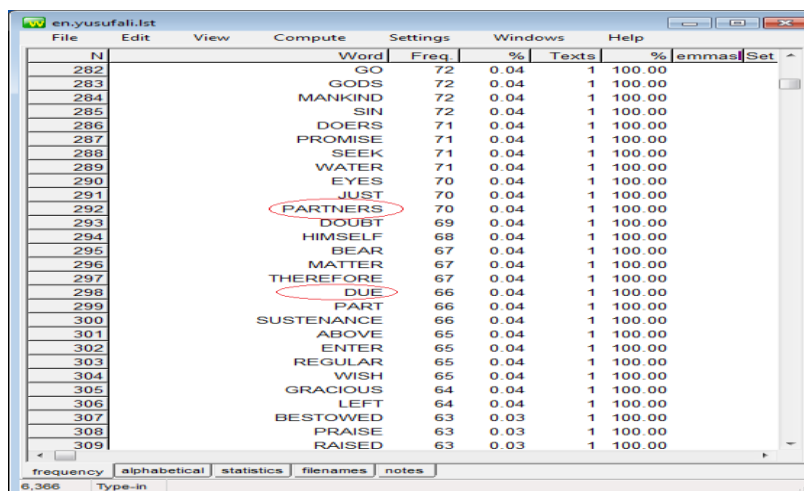 en.yusufali.lst
File Edit View Compute Settings Windows Help
N Word Freq. % Texts % emmas Set
282 GO 72 0.04 1 100.00
283 GODS 72 0.04 1 100.00
284 MANKIND 72 0.04 1 100.00
285 SIN 72 0.04 1 100.00
286 DOERS 71 0.04 1 100.00
287 PROMISE 71 0.04 1 100.00
288 SEEK 71 0.04 1 100.00
289 WATER 71 0.04 1 100.00
290 EYES 70 0.04 1 100.00
291 JUST 70 0.04 1 100.00
292 PARTNERS 70 0.04 1 100.00
293 DOUBT 69 0.04 1 100.00
294 HIMSELF 68 0.04 1 100.00
295 BEAR 67 0.04 1 100.00
296 MATTER 67 0.04 1 100.00
297 THEREFORE 67 0.04 1 100.00
298 DUE 66 0.04 1 100.00
299 PART 66 0.04 1 100.00
300 SUSTENANCE 66 0.04 1 100.00
301 ABOVE 65 0.04 1 100.00
302 ENTER 65 0.04 1 100.00
303 REGULAR 65 0.04 1 100.00
304 WISH 65 0.04 1 100.00
305 GRACIOUS 64 0.04 1 100.00
306 LEFT 64 0.04 1 100.00
307 BESTOWED 63 0.03 1 100.00
308 PRAISE 63 0.03 1 100.00
309 RAISED 63 0.03 1 100.00
frequency alphabetical statistics filenames notes
6,366 Type-in